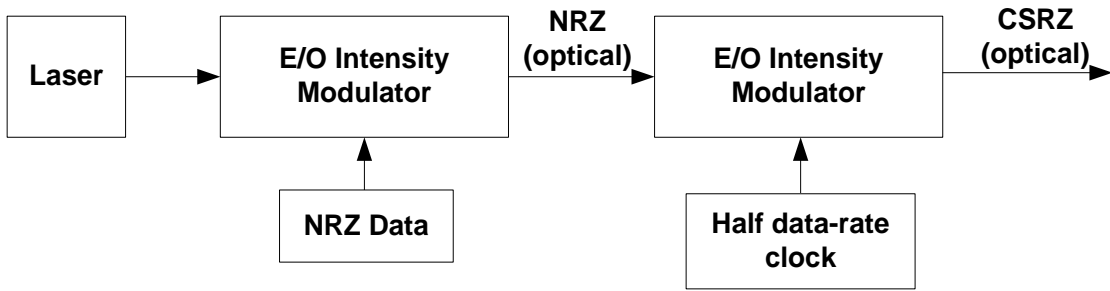 Laser
E/O Intensity
Modulator
NRZ
(optical)
E/O Intensity
Modulator
CSRZ
(optical)
NRZ Data
Half data-rate
clock